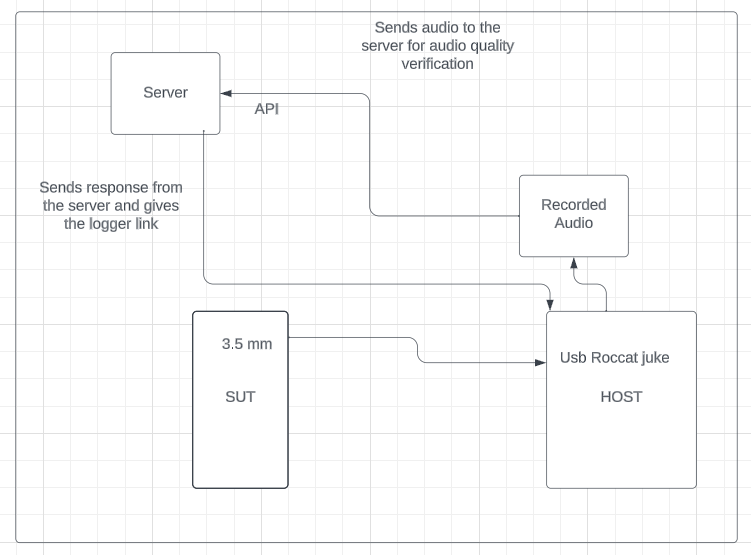 Sends audio to the
server for audio quality
verification
Server
API
Sends response from
the server and gives
the logger link
Recorded
Audio
3.5 mm
SUT
Usb Roccat juke
HOST